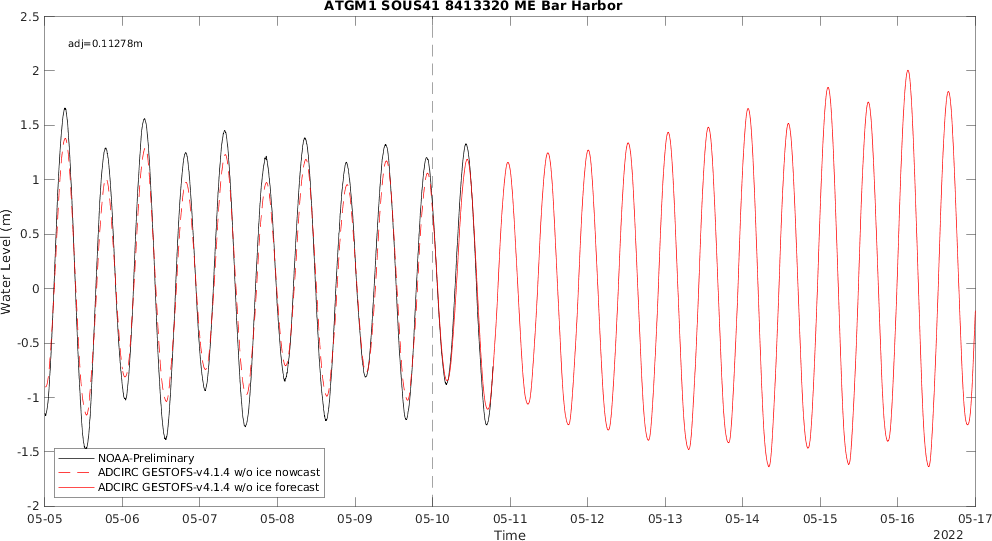 ATGM1 SOUS41 8413320 ME Bar Harbor
2.5
adj=0.11278m
2
1.5
1
0.5
0
-0.5
-1
-1.5
-2
Water Level (m)
NOAA-Preliminary
ADCIRC GESTOFS-v4.1.4 w/o ice nowcast
ADCIRC GESTOFS-v4.1.4 w/o ice forecast
05-05 05-06 05-07 05-08 05-09 05-10 05-11 05-12 05-13 05-14 05-15 05-16 05-17
Time
2022